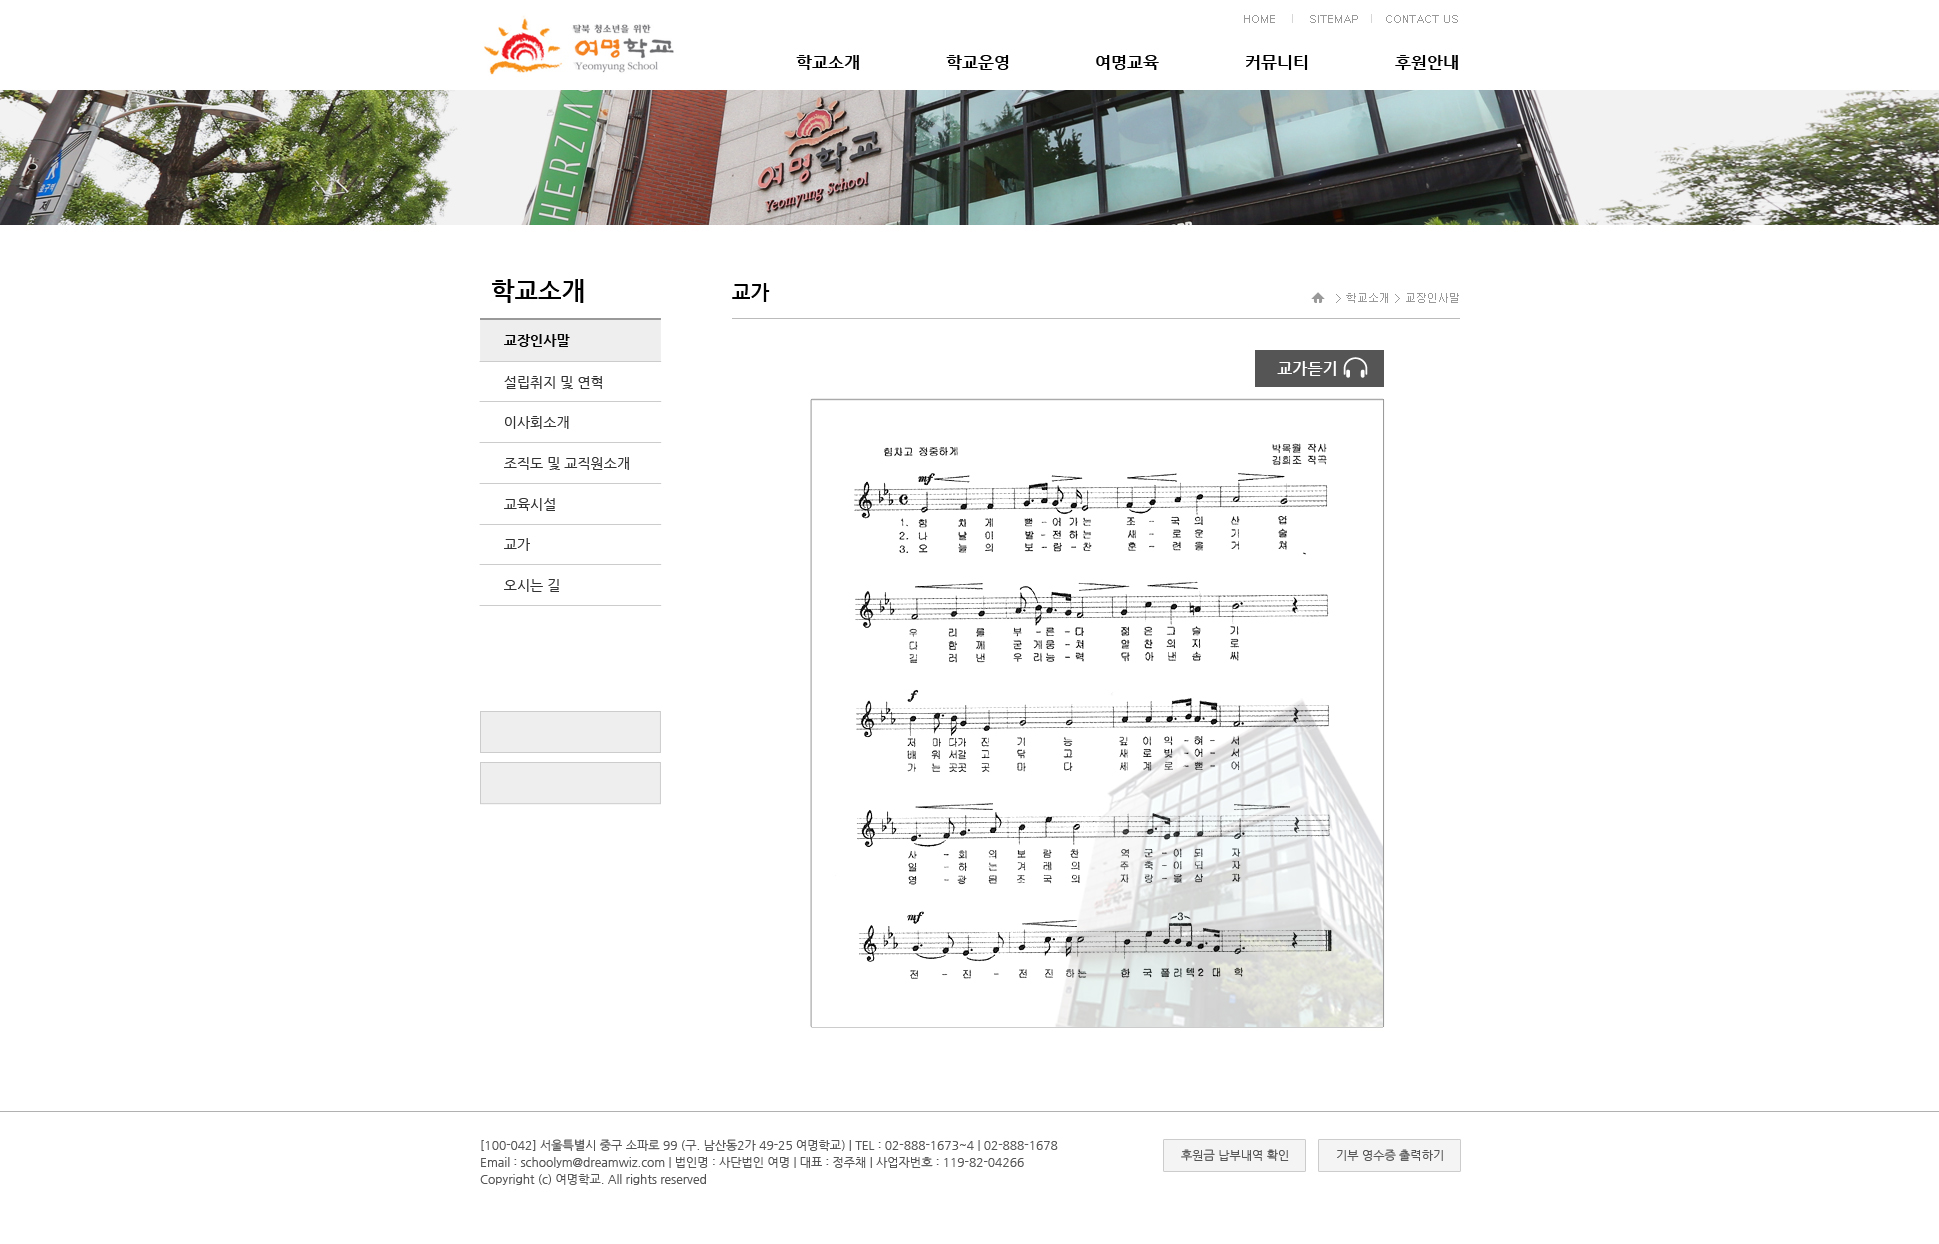 HOME SITEMAP CONTACT US
탈북 청소년을 위한
여명학교
Yeomyung School
학교소개 학교운영 여명교육 커뮤니티 후원안내
HERZIA
제
여명학교
Yeomyung School
학교소개
교장인사말
설립취지 및 연혁
이사회소개
조직도 및 교직원소개
교육시설
교가
오시는 길
교가
> 학교소개 > 교장인사말
교가듣기
힘차고 정중하게
박목월 작사
김희조 작곡
mf
1. 힘 차 게 뻗 - 어 가 는 조 - 국 의 산 업
2. 나 날 이 발 - 전 하 는 새 - 로 운 기 술
3. 오 늘 의 보 - 람 - 찬 훈 - 련 을 거 쳐
우 리 를 부 - 른 - 다 젊 은 그 슬 기
다 함 께 굳 게 뭉 - 쳐 알 찬 의 지 로
길 러 낸 우 리 능 - 력 닦 아 낸 솜 씨
f
저 마 다가 진 기 능 깊 이 익 - 혀 - 서
배 워 서갈 고 닦 고 새 로 빚 - 어 - 서
가 는 곳곳 곳 마 다 세 계 로 - 뻗 - 어
사 - 회 의 보 람 찬 역 군 - 이 되 자
일 - 하 는 겨 레 의 주 축 - 이 되 자
영 - 광 된 조 국 의 자 랑 - 을 삼 자
mf
3
전 - 진 - 전 진 하는 한 국 폴리텍2 대 학
[100-042] 서울특별시 중구 소파로 99 (구. 남산동2가 49-25 여명학교) | TEL : 02-888-1673~4 | 02-888-1678
Email : schoolym@dreamwiz.com | 법인명 : 사단법인 여명 | 대표 : 정주채 | 사업자번호 : 119-82-04266
Copyright (c) 여명학교. All rights reserved
후원금 납부내역 확인 기부 영수증 출력하기